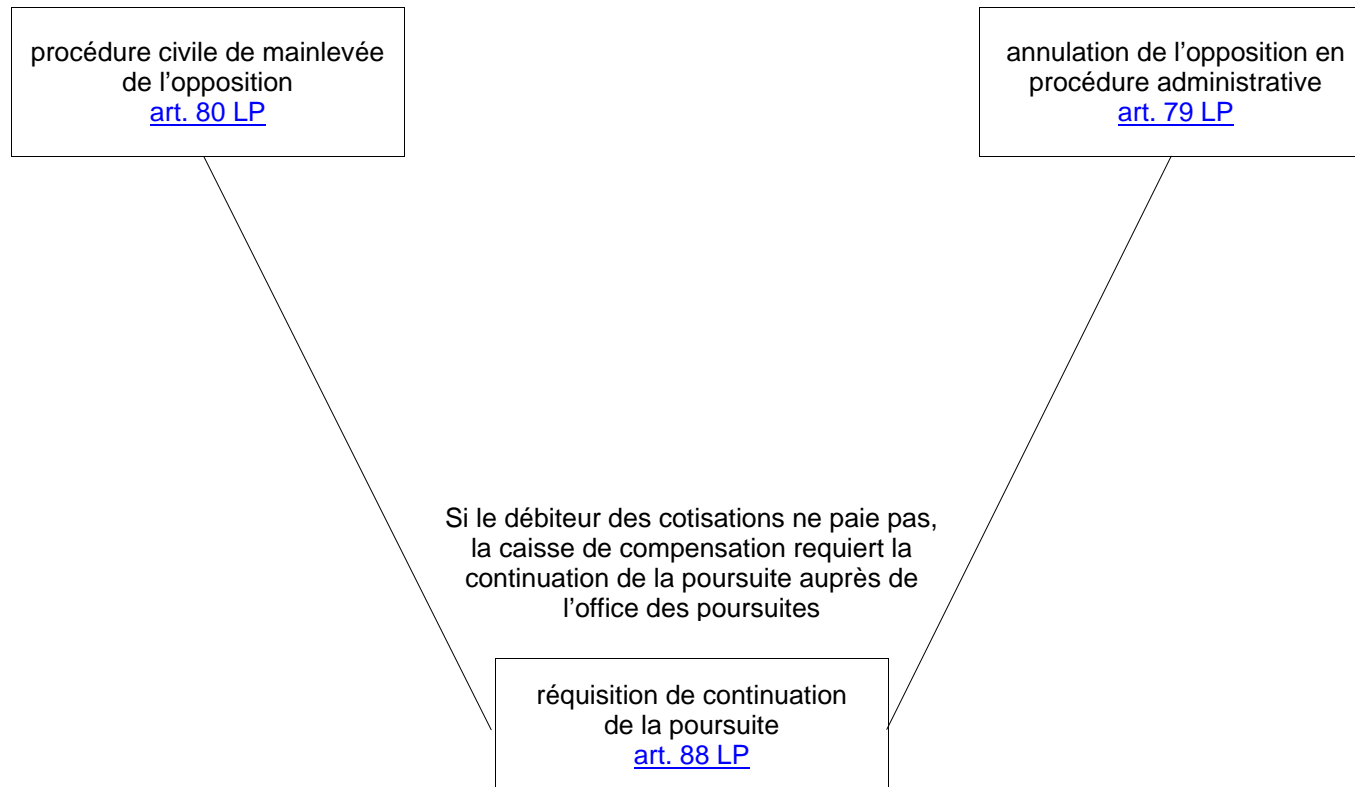 procédure civile de mainlevée
de l’opposition
art. 80 LP
annulation de l’opposition en
procédure administrative
art. 79 LP
Si le débiteur des cotisations ne paie pas,
la caisse de compensation requiert la
continuation de la poursuite auprès de
l’office des poursuites
réquisition de continuation
de la poursuite
art. 88 LP